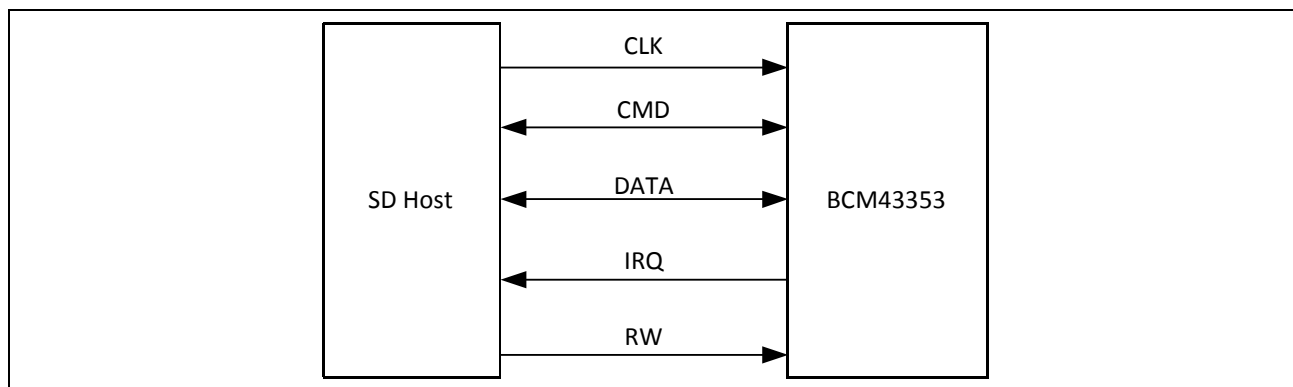 CLK
CMD
SD Host
DATA
BCM43353
IRQ
RW